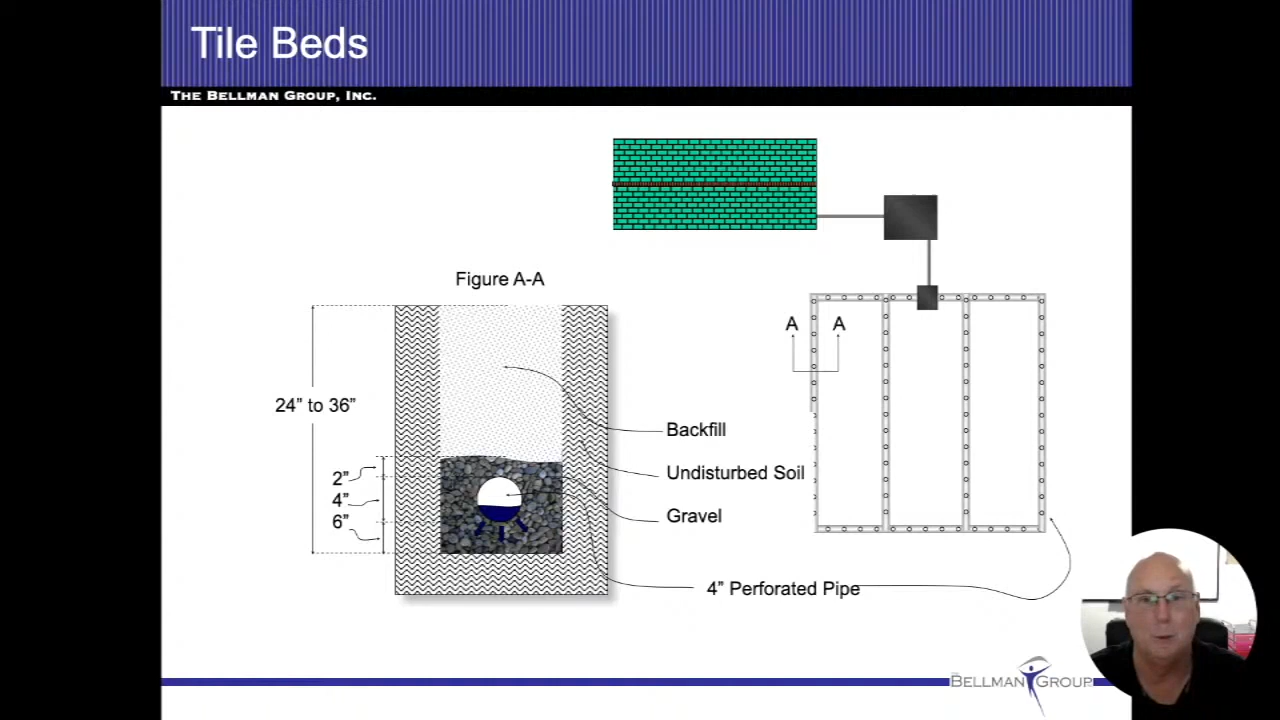 Tile Beds
THE BELLMAN GROUP, INC.
Figure A-A
A A
24” to 36”
2”
4”
6”
Backfill
Undisturbed Soil
Gravel
4” Perforated Pipe
BELLMAN GROUP